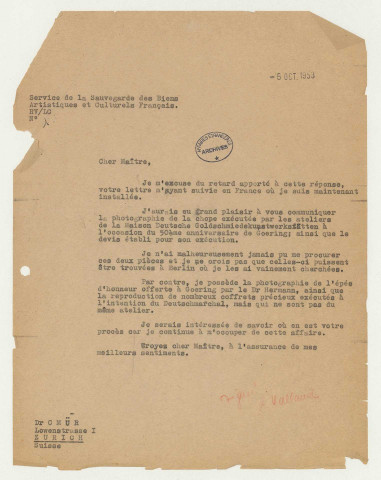 - 5 OCT. 1953
Service de la Sauvegarde des Biens
Artistiques et Culturels Français.
RV/LG
N°
ARCHIVES
Cher Maître,
Je m'excuse du retard apporté à cette réponse,
votre lettre m'ayant suivie en France où je suis maintenant
installée.
J'aurais eu grand plaisir à vous communiquer
la photographie de la chape exécutée par les ateliers
de la Maison Deutsche Goldschmiedekunstwerkstätten à
l'occasion du 50ème anniversaire de Goering; ainsi que le
devis établi pour son exécution.
Je n'ai malheureusement jamais pu me procurer
ces deux pièces et je ne crois pas que celles-ci puissent
être trouvées à Berlin où je les ai vainement cherchées.
Par contre, je possède la photographie de l'épée
d'honneur offerte à Goering par le Dr Hermann, ainsi que
la reproduction de nombreux coffrets précieux exécutés à
l'intention du Deutschmarchal, mais qui ne sont pas du
même atelier.
Je serais intéressée de savoir où en est votre
procès car je continue à m'occuper de cette affaire.
Croyez cher Maître, à l'assurance de mes
meilleurs sentiments.
Valland
Dr CHÜR
Lowenstrasse I
ZURICH
Suisse